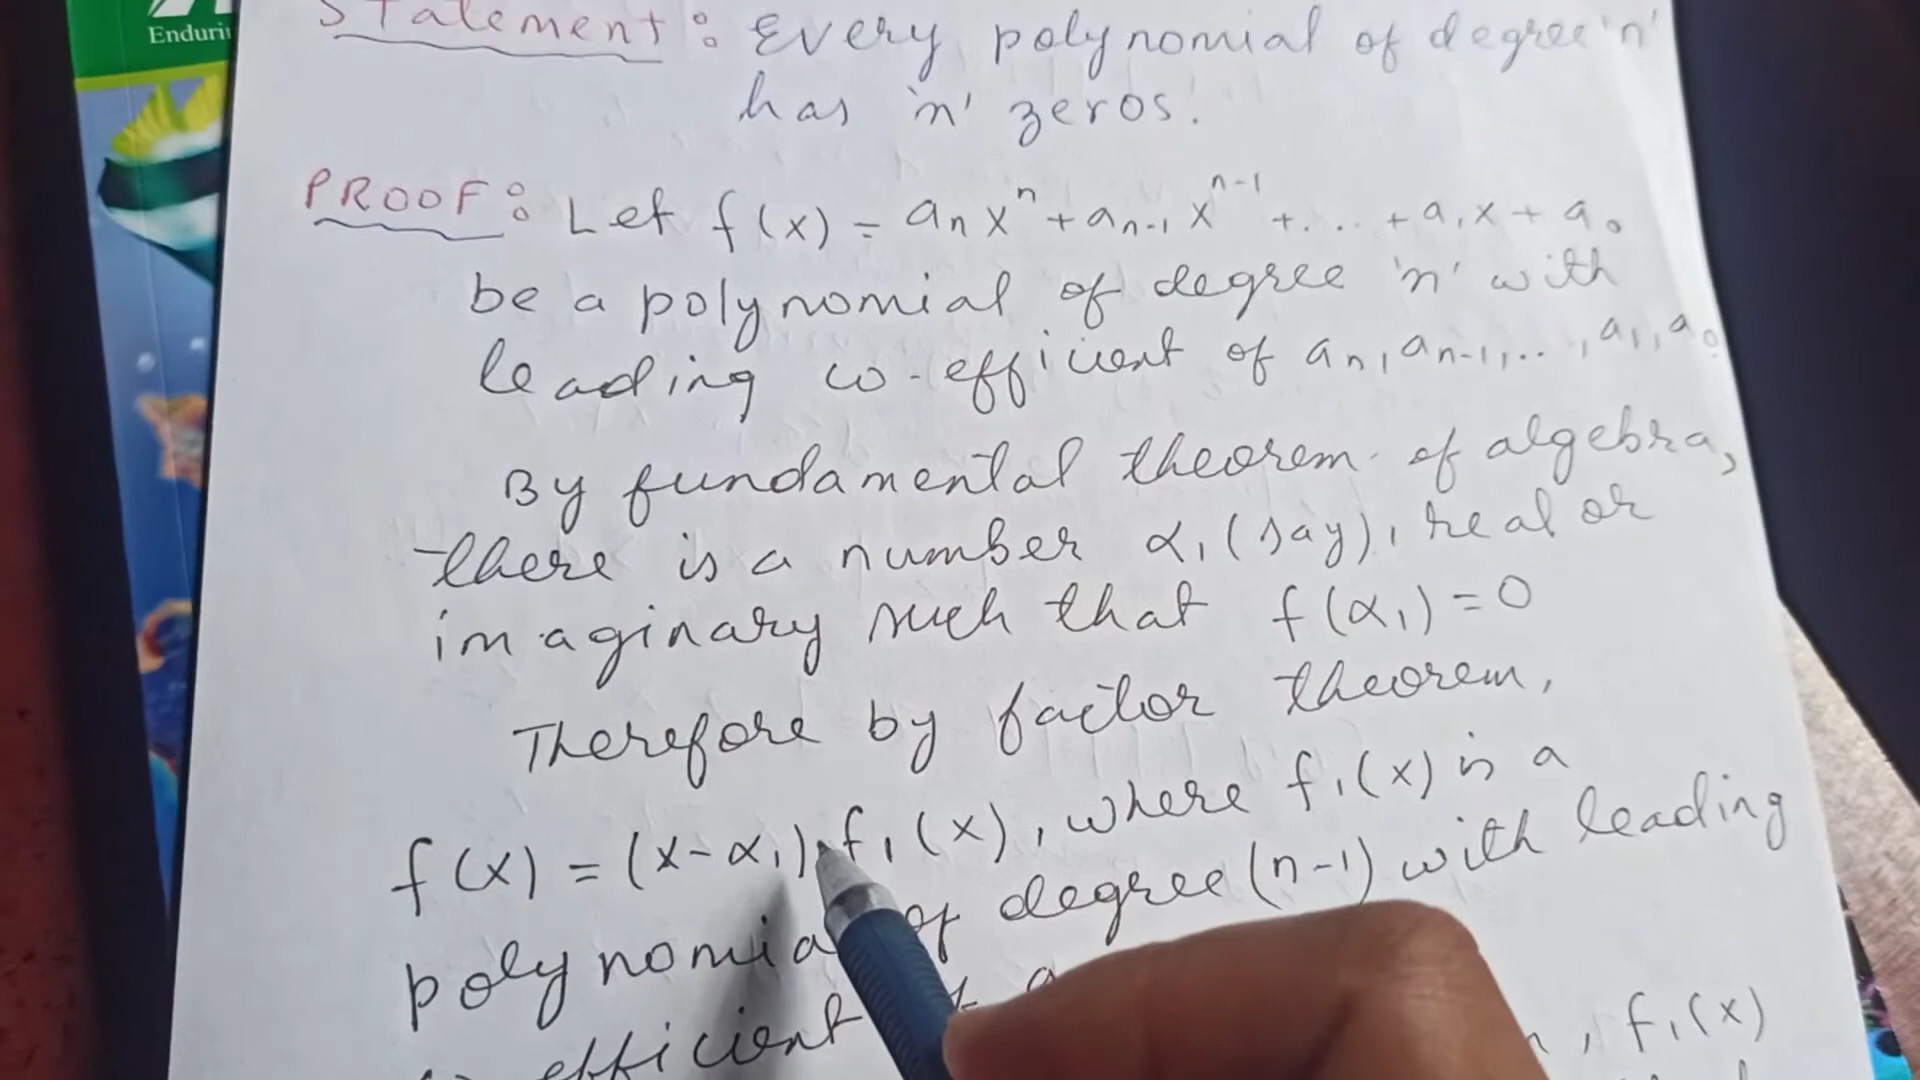 Enduri
Statement: Every polynomial of degree 'n'
has 'n' zeros.
PROOF: Let f(x) = aₙxⁿ + aₙ₋₁xⁿ⁻¹ + ... + a₁x + a₀
be a polynomial of degree 'n' with
leading co-efficient of aₙ, aₙ₋₁, ..., a₁, a₀
By fundamental theorem of algebra,
there is a number α₁ (say), real or
imaginary such that f(α₁) = 0
Therefore by factor theorem,
f(x) = (x-α₁) f₁(x), where f₁(x) is a
polynomial of degree (n-1) with leading
efficient
, f₁(x)